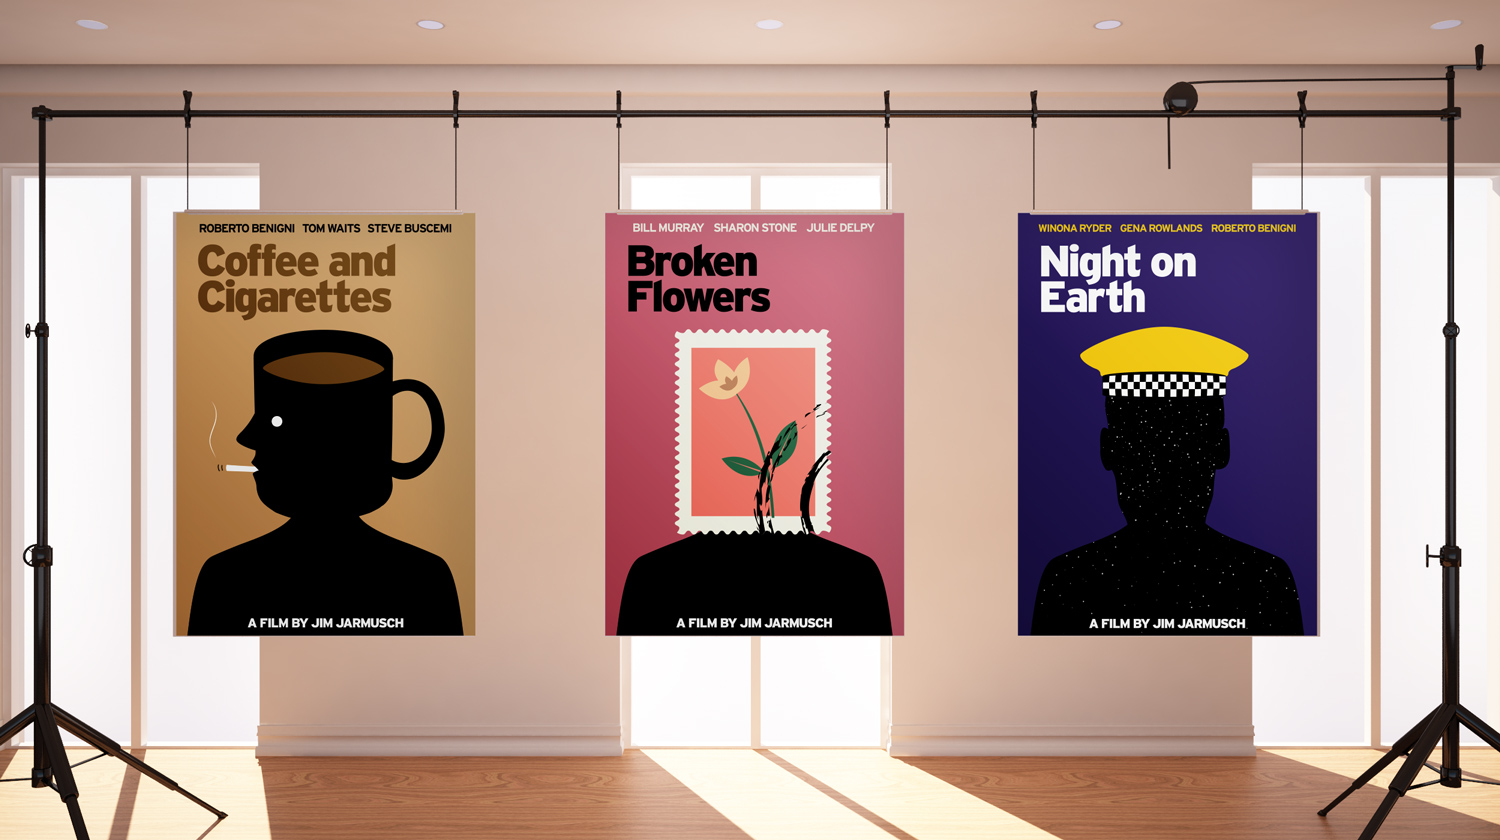 ROBERTO BENIGNI TOM WAITS STEVE BUSCEMI
Coffee and
Cigarettes
A FILM BY JIM JARMUSCH
BILL MURRAY SHARON STONE JULIE DELPY
Broken
Flowers
A FILM BY JIM JARMUSCH
WINONA RYDER GENA ROWLANDS ROBERTO BENIGNI
Night on
Earth
A FILM BY JIM JARMUSCH